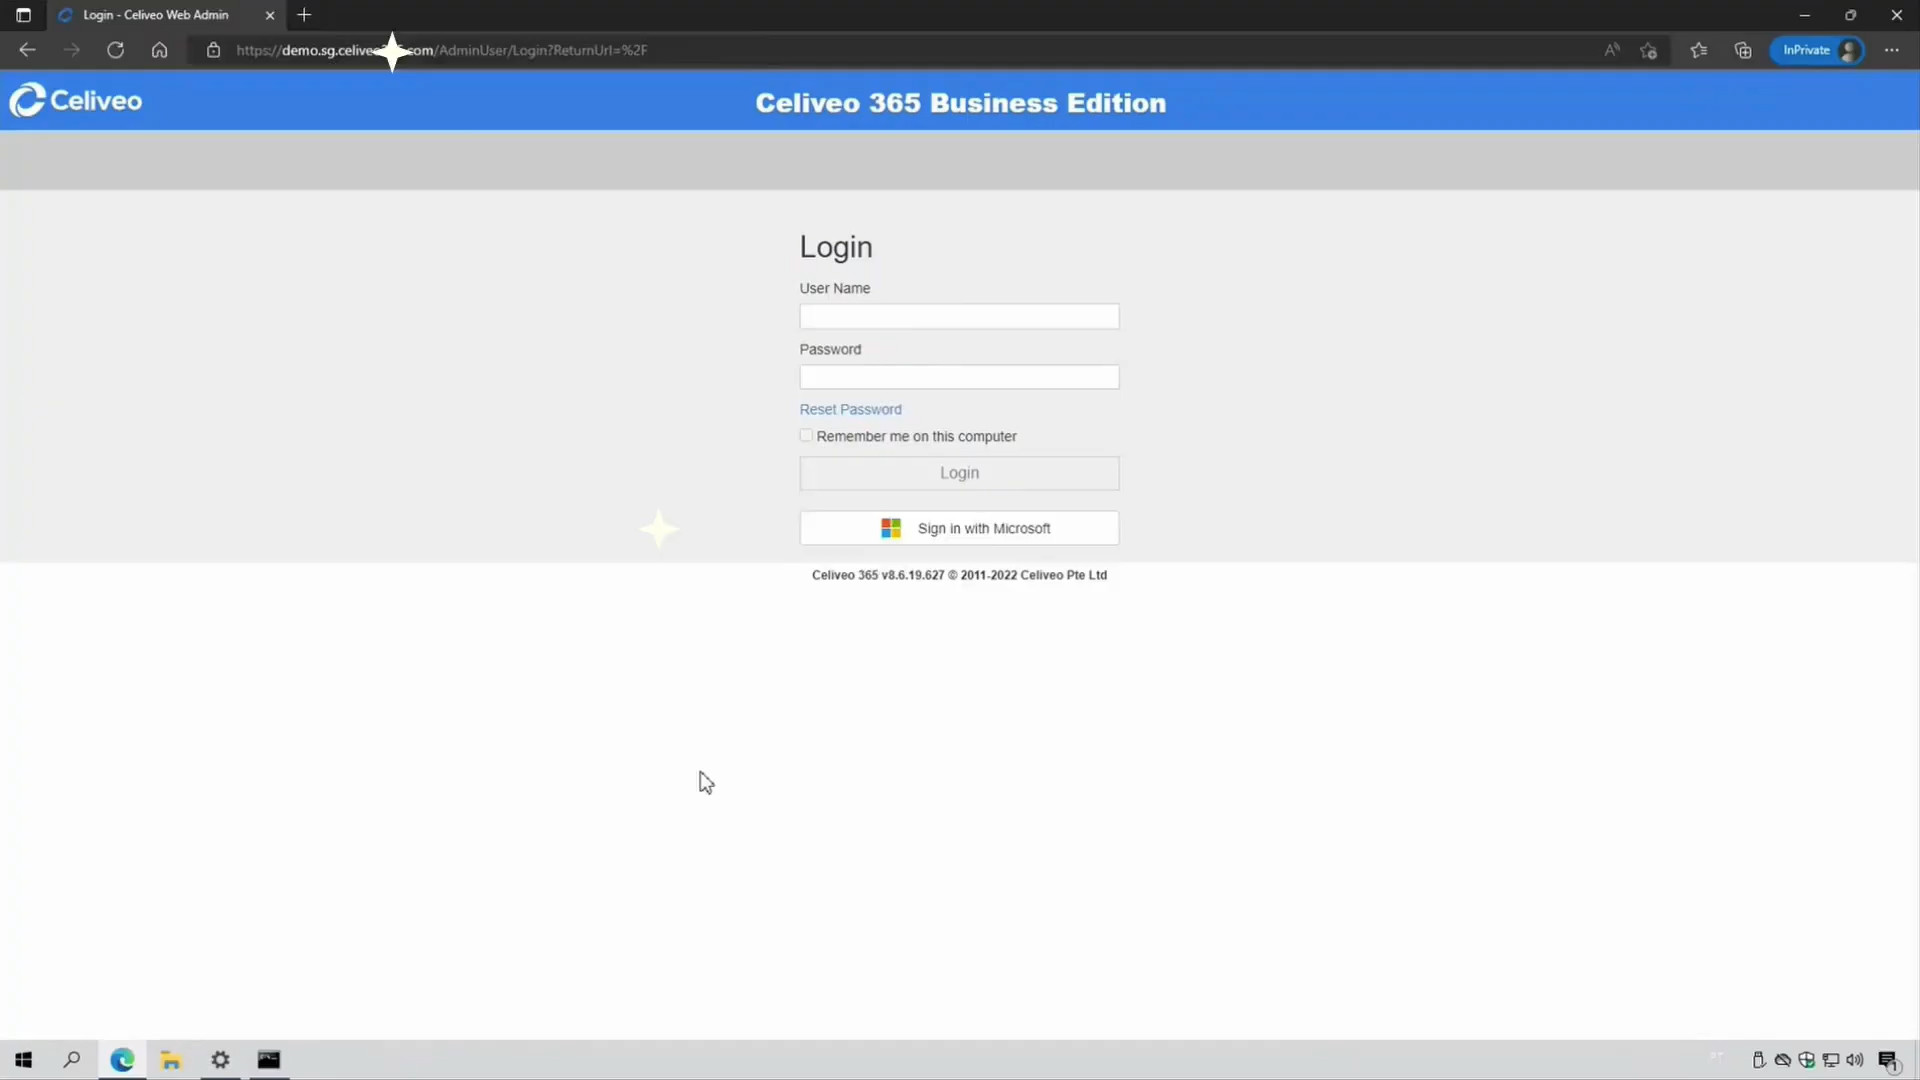 Login - Celiveo Web Admin
https://demo.sg.celiveo com/AdminUser/Login?ReturnUrl=%2F
InPrivate
Celiveo
Celiveo 365 Business Edition
Login
User Name
Password
Reset Password
Remember me on this computer
Login
Sign in with Microsoft
Celiveo 365 v8.6.19.627 © 2011-2022 Celiveo Pte Ltd
1